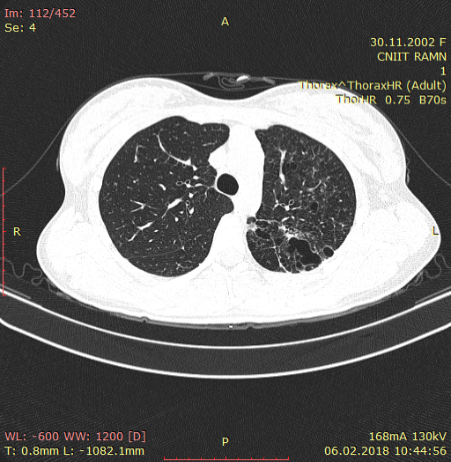 Im: 112/452
Se: 4
A
30.11.2002 F
CNIIT RAMN
1
Thorax^ThoraxHR (Adult)
ThorHR 0.75 B70s
R
L
WL: -600 WW: 1200 [D]
T: 0.8mm L: -1082.1mm
P
168mA 130kV
06.02.2018 10:44:56